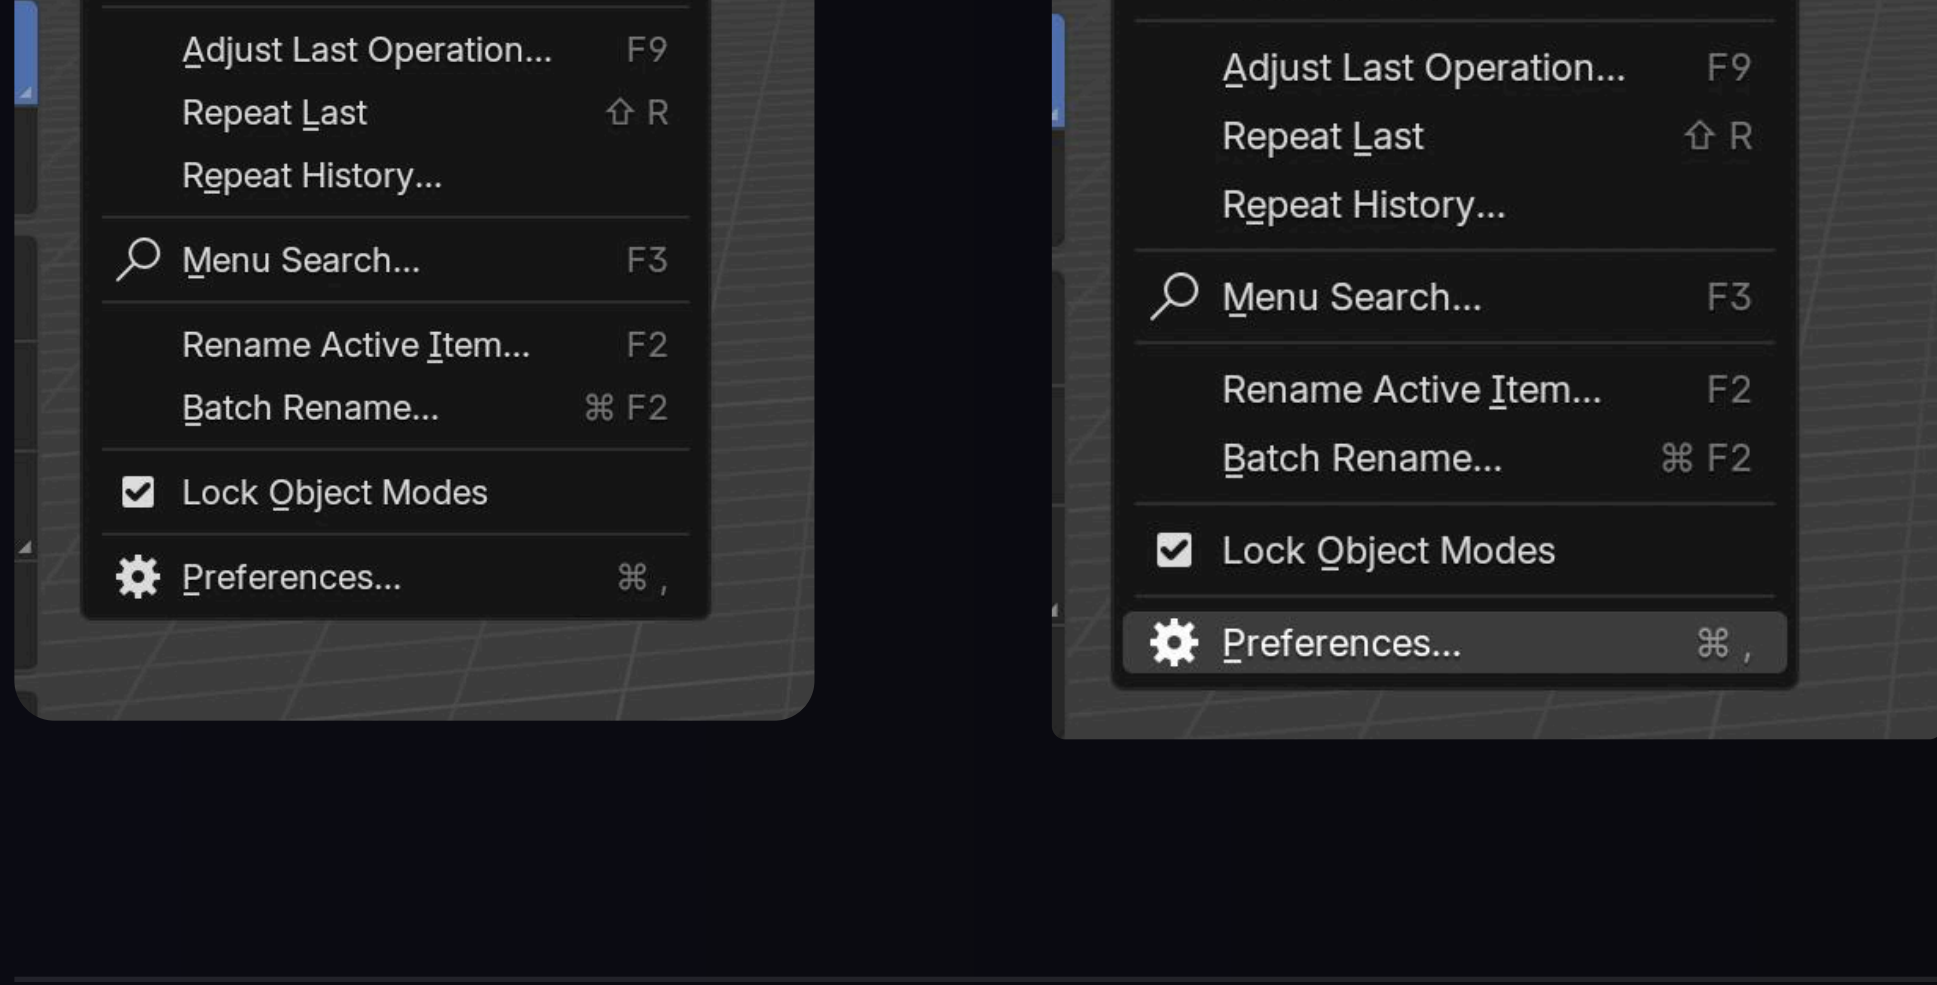 Adjust Last Operation... F9
Repeat Last ⇧ R
Repeat History...
Menu Search... F3
Rename Active Item... F2
Batch Rename... ⌘ F2
Lock Object Modes
Preferences... ⌘ ,
Adjust Last Operation... F9
Repeat Last ⇧ R
Repeat History...
Menu Search... F3
Rename Active Item... F2
Batch Rename... ⌘ F2
Lock Object Modes
Preferences... ⌘ ,